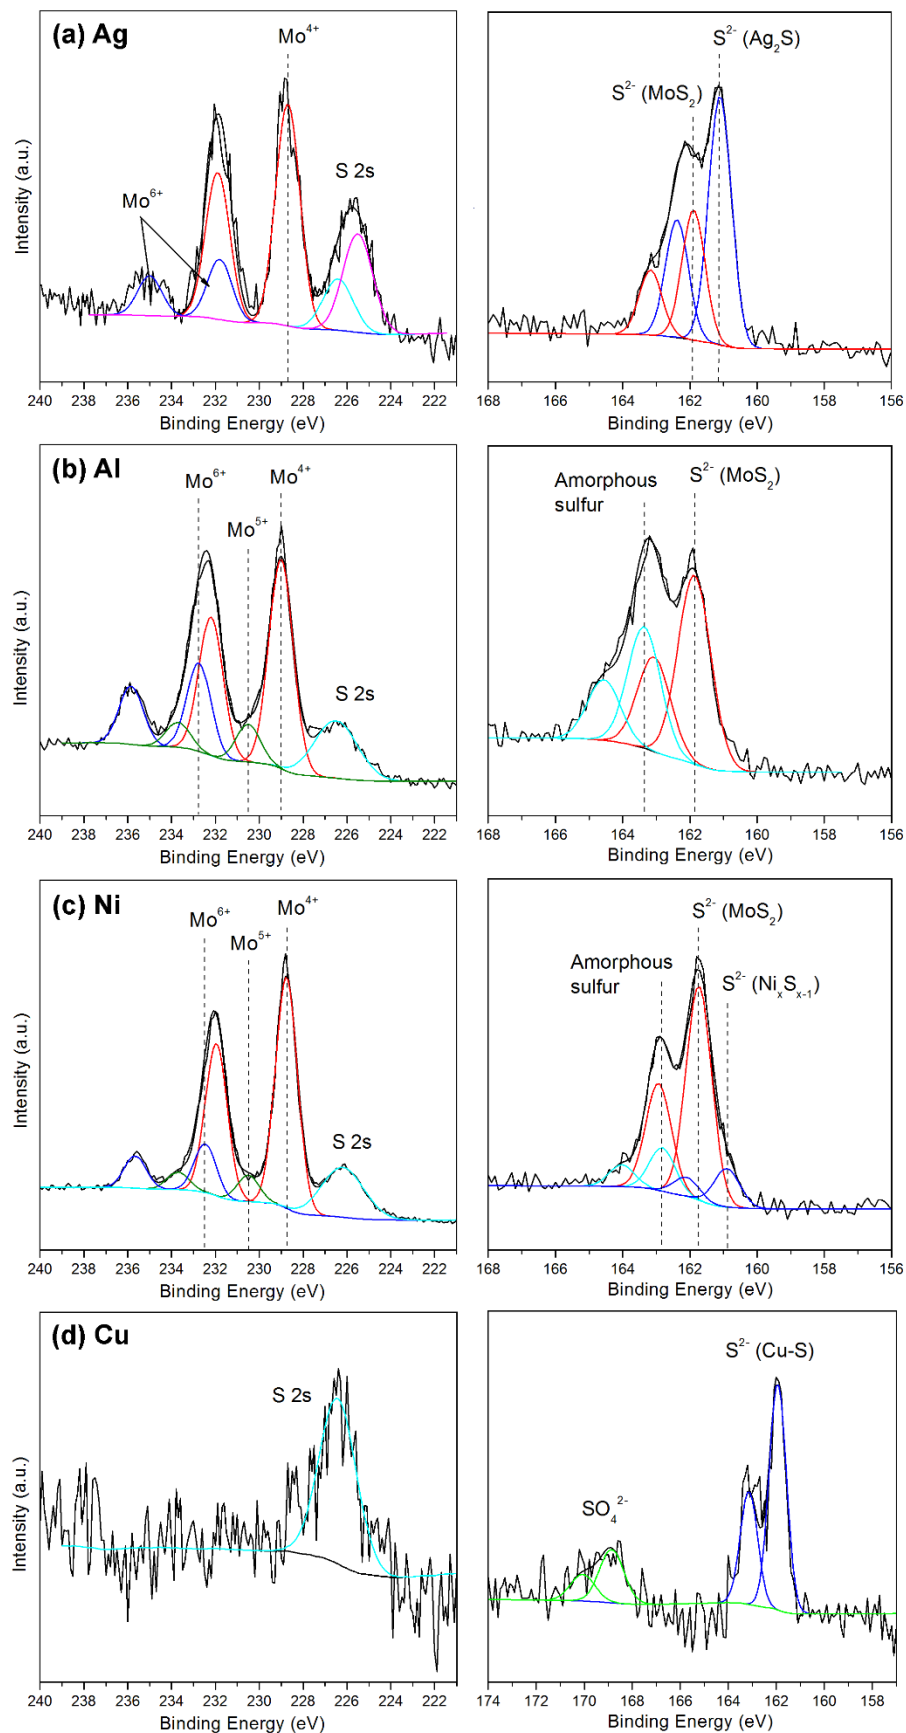 (a) Ag
Mo⁴⁺
Mo⁶⁺
S 2s
Intensity (a.u.)
240 238 236 234 232 230 228 226 224 222
Binding Energy (eV)
S²⁻ (Ag₂S)
S²⁻ (MoS₂)
168 166 164 162 160 158 156
Binding Energy (eV)
(b) Al
Mo⁶⁺
Mo⁴⁺
Mo⁵⁺
S 2s
Intensity (a.u.)
240 238 236 234 232 230 228 226 224 222
Binding Energy (eV)
S²⁻ (MoS₂)
Amorphous
sulfur
168 166 164 162 160 158 156
Binding Energy (eV)
(c) Ni
Mo⁶⁺
Mo⁴⁺
Mo⁵⁺
S 2s
Intensity (a.u.)
240 238 236 234 232 230 228 226 224 222
Binding Energy (eV)
S²⁻ (MoS₂)
Amorphous
sulfur
S²⁻ (NiₓSₓ₋₁)
168 166 164 162 160 158 156
Binding Energy (eV)
(d) Cu
S 2s
Intensity (a.u.)
240 238 236 234 232 230 228 226 224 222
Binding Energy (eV)
S²⁻ (Cu-S)
SO₄²⁻
174 172 170 168 166 164 162 160 158
Binding Energy (eV)